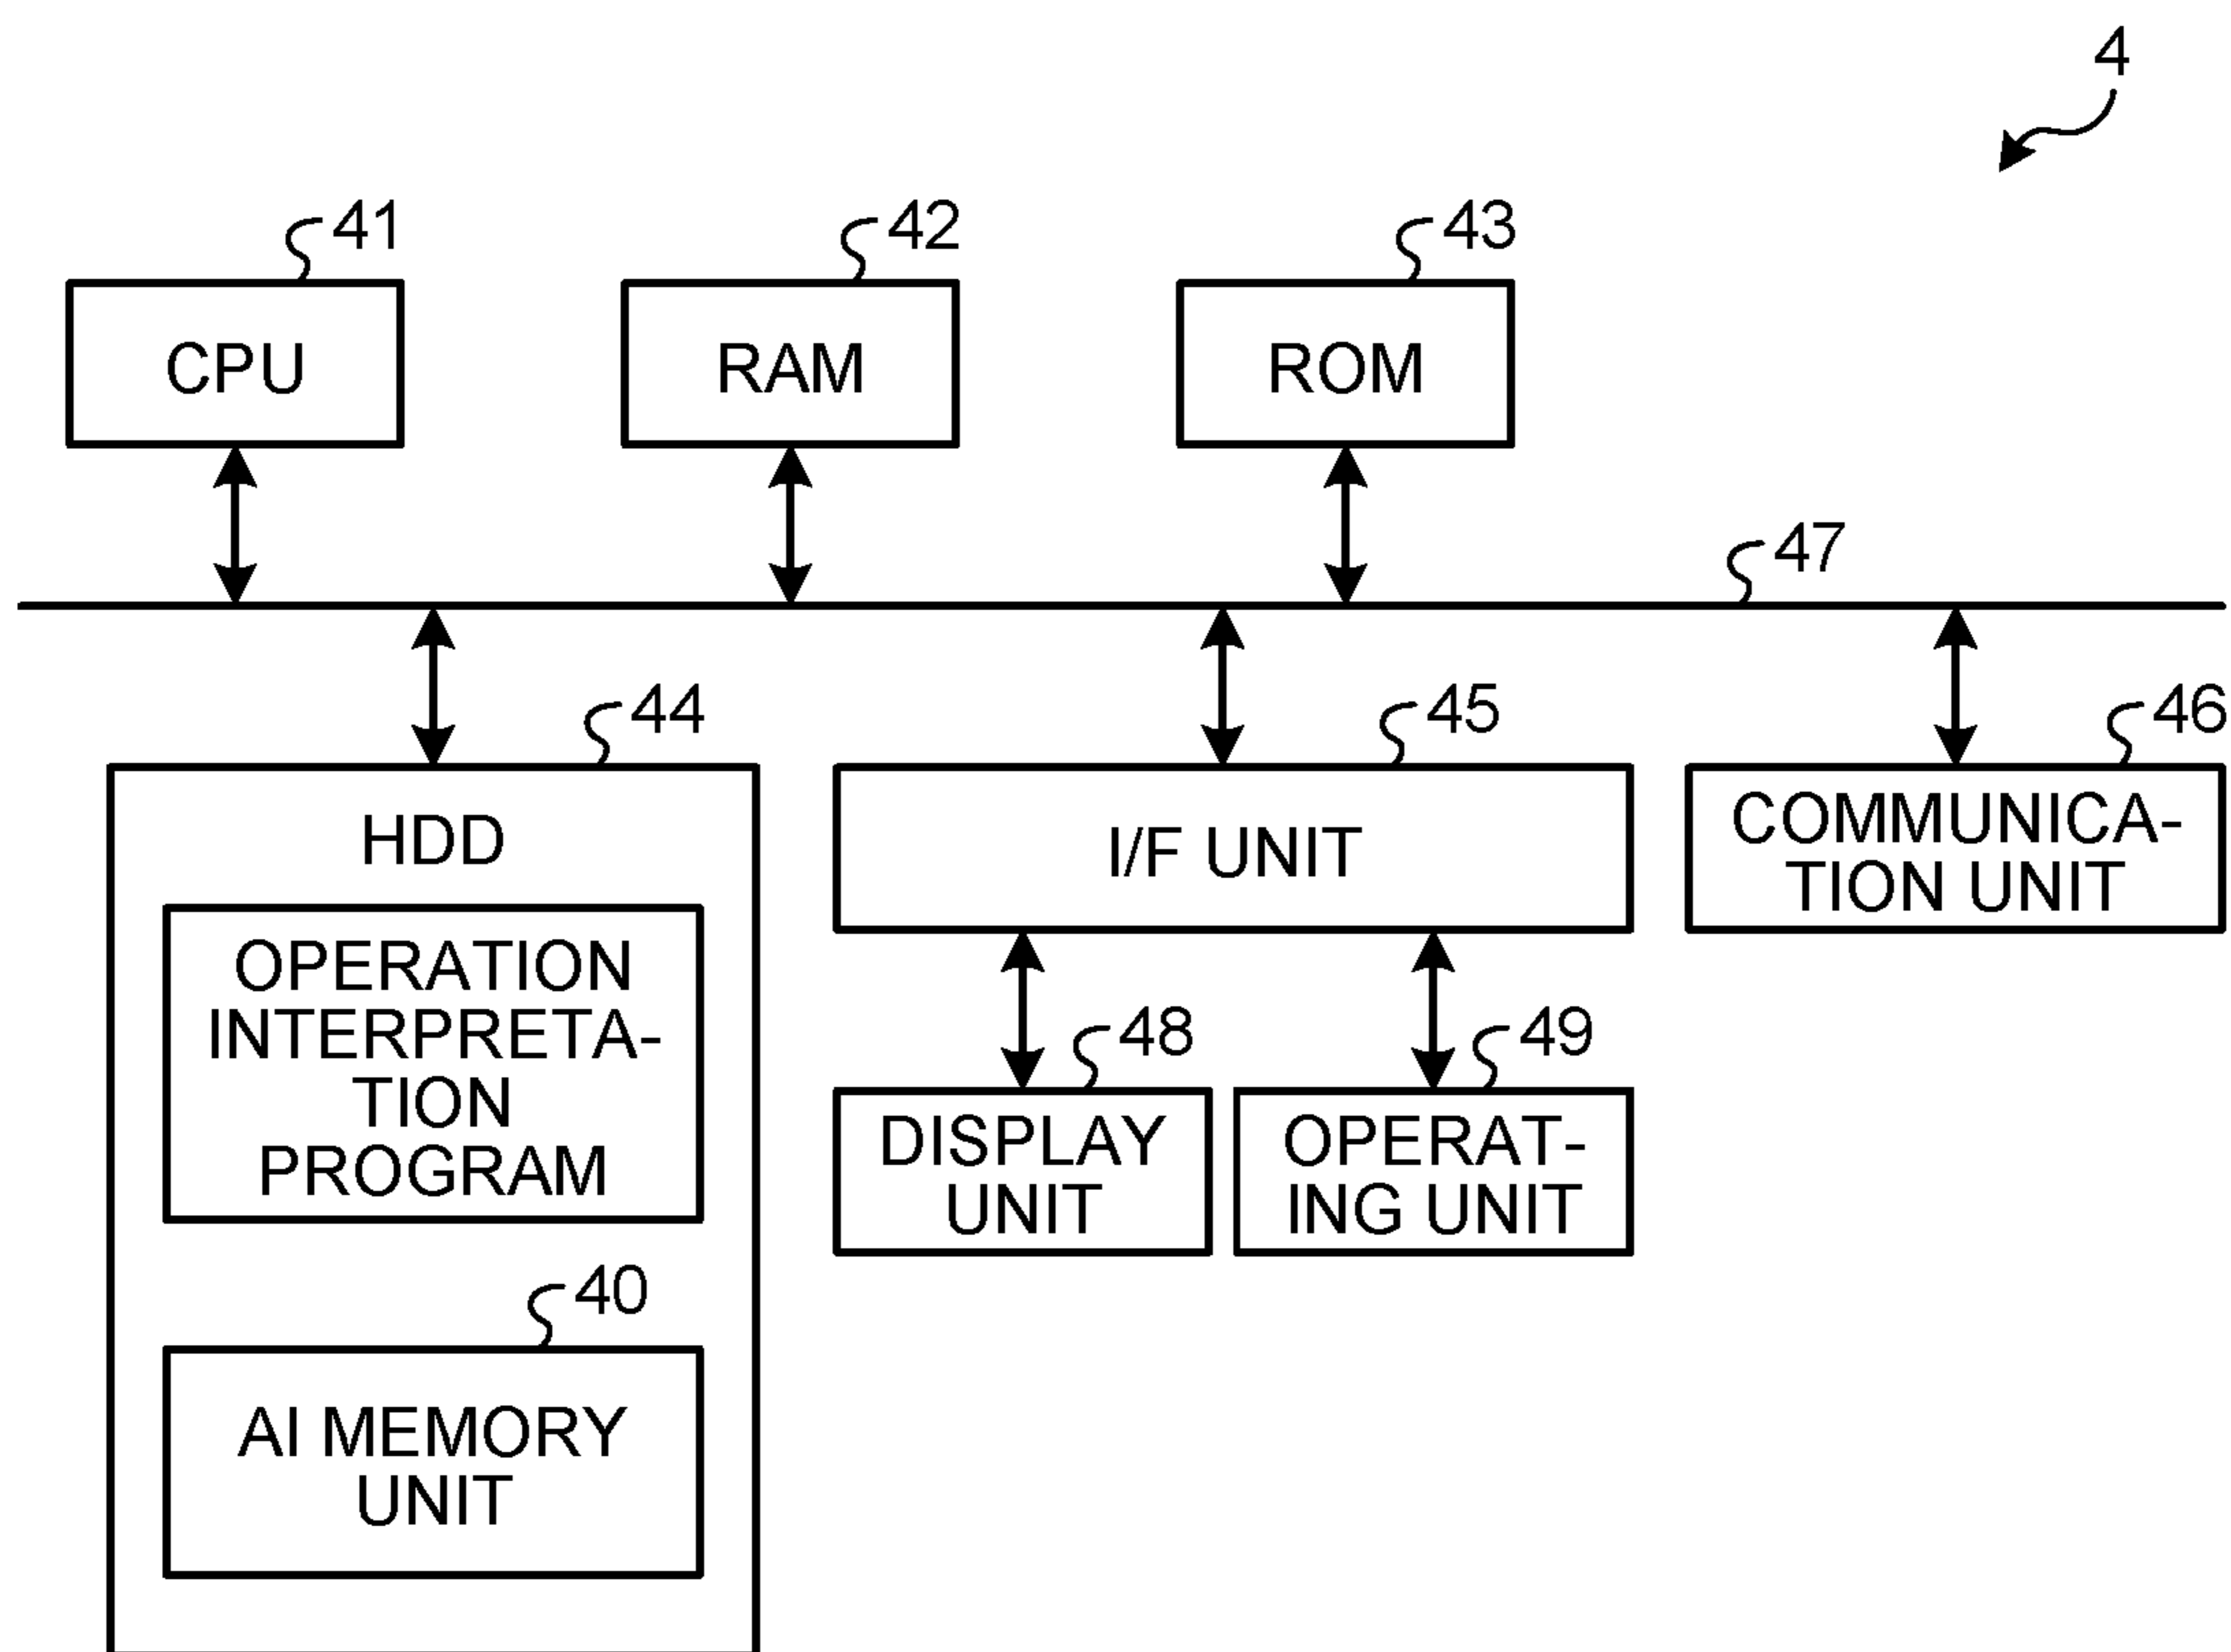 4
41
42
43
CPU
RAM
ROM
47
44
45
46
HDD
I/F UNIT
COMMUNICA-
TION UNIT
OPERATION
INTERPRETA-
TION
PROGRAM
48
49
DISPLAY
UNIT
OPERAT-
ING UNIT
40
AI MEMORY
UNIT